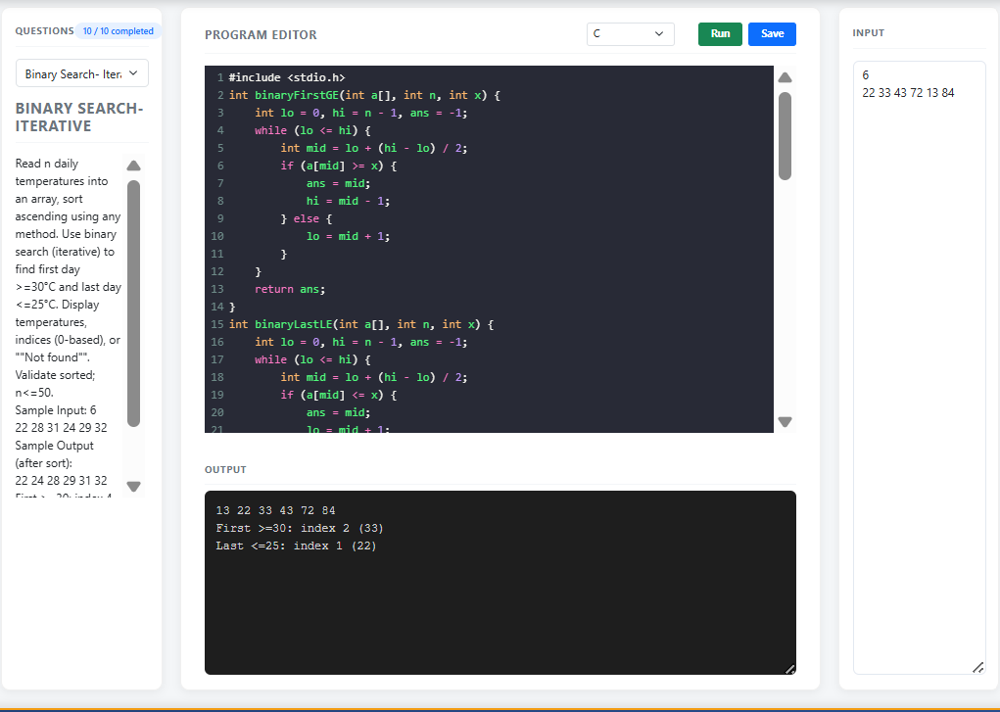 QUESTIONS 10 / 10 completed
Binary Search- Itera
BINARY SEARCH-
ITERATIVE
Read n daily
temperatures into
an array, sort
ascending using any
method. Use binary
search (iterative) to
find first day
>=30°C and last day
<=25°C. Display
temperatures,
indices (0-based), or
""Not found"".
Validate sorted;
n<=50.
Sample Input: 6
22 28 31 24 29 32
Sample Output
(after sort):
22 24 28 29 31 32
First >=30: index 4
PROGRAM EDITOR
C
Run
Save
1 #include <stdio.h>
2 int binaryFirstGE(int a[], int n, int x) {
3 int lo = 0, hi = n - 1, ans = -1;
4 while (lo <= hi) {
5 int mid = lo + (hi - lo) / 2;
6 if (a[mid] >= x) {
7 ans = mid;
8 hi = mid - 1;
9 } else {
10 lo = mid + 1;
11 }
12 }
13 return ans;
14 }
15 int binaryLastLE(int a[], int n, int x) {
16 int lo = 0, hi = n - 1, ans = -1;
17 while (lo <= hi) {
18 int mid = lo + (hi - lo) / 2;
19 if (a[mid] <= x) {
20 ans = mid;
21 lo = mid + 1;
OUTPUT
13 22 33 43 72 84
First >=30: index 2 (33)
Last <=25: index 1 (22)
INPUT
6
22 33 43 72 13 84